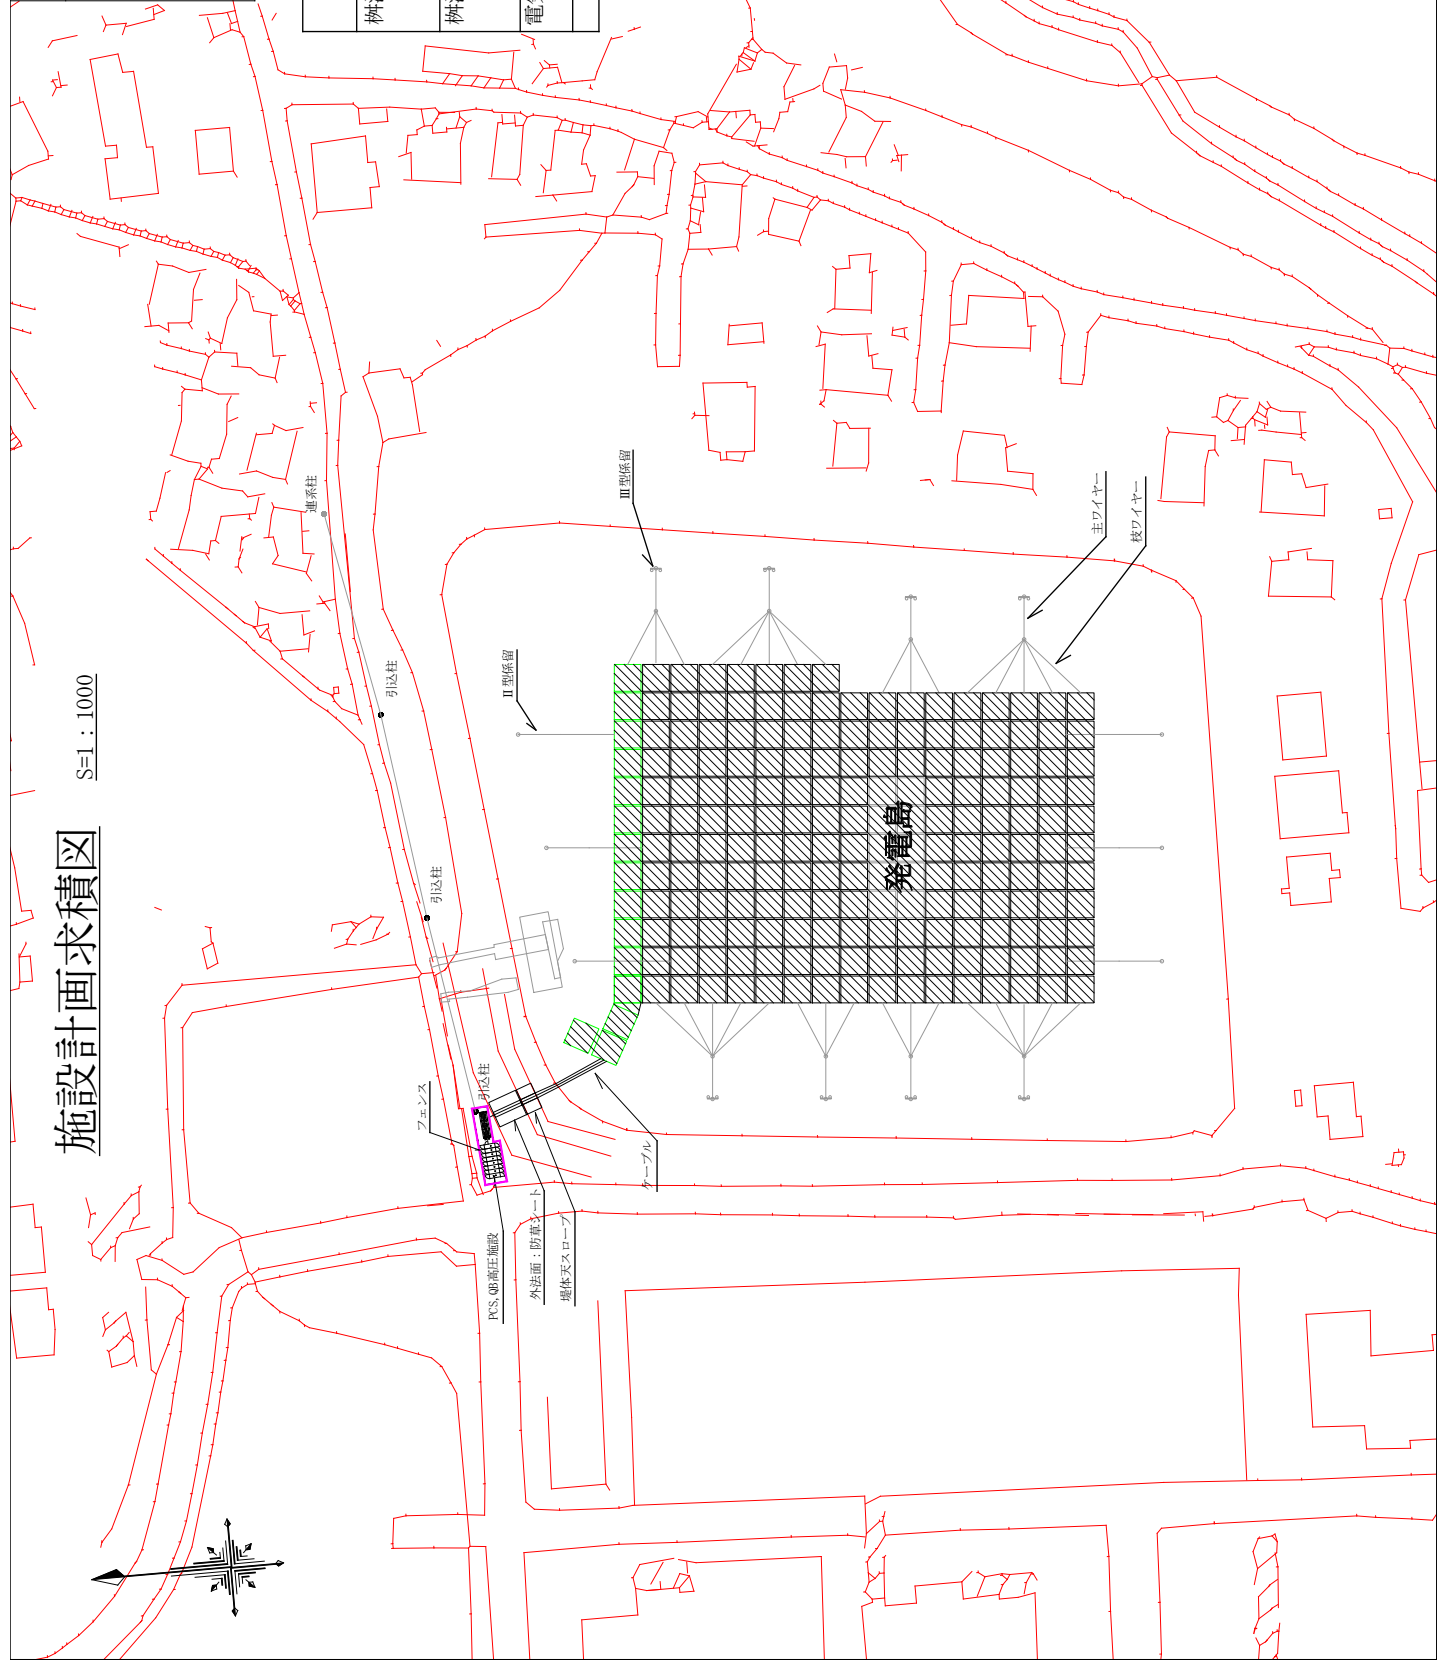 施設計画求積図
S=1：1000
連系柱
引込柱
引込柱
引込柱
フェンス
PCS,QB高圧施設
外法面：防草シート
堤体天スロープ
ケーブル
Ⅱ型係留
Ⅲ型係留
主ワイヤー
枝ワイヤー
発電島